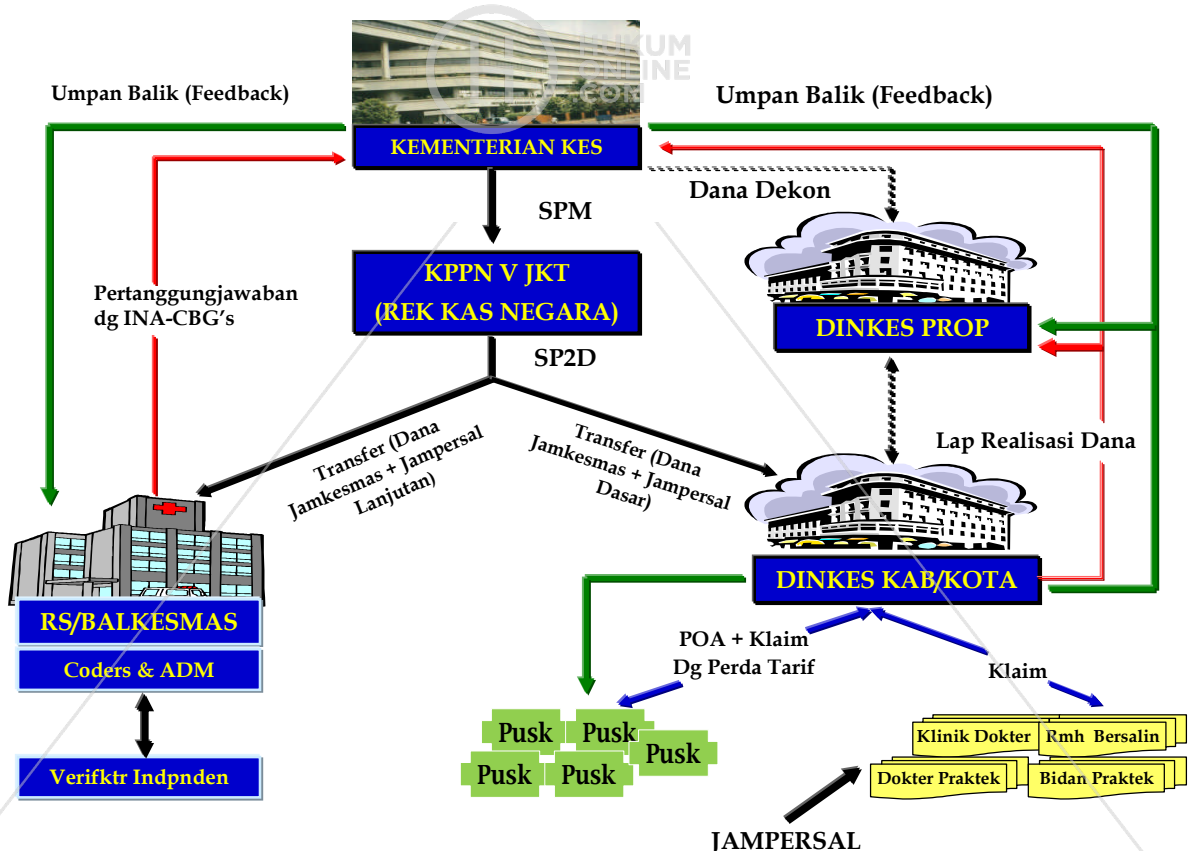 HUKUM
ONLINE
.COM
Umpan Balik (Feedback)
Umpan Balik (Feedback)
KEMENTERIAN KES
Dana Dekon
SPM
KPPN V JKT
(REK KAS NEGARA)
Pertanggungjawaban
dg INA-CBG's
DINKES PROP
SP2D
Transfer (Dana
Jamkesmas + Jampersal
Lanjutan)
Transfer (Dana
Jamkesmas + Jampersal
Dasar)
Lap Realisasi Dana
DINKES KAB/KOTA
RS/BALKESMAS
Coders & ADM
POA + Klaim
Dg Perda Tarif
Klaim
Pusk
Pusk
Pusk
Pusk
Pusk
Klinik Dokter
Rmh Bersalin
Verifktr Indpnden
Dokter Praktek
Bidan Praktek
JAMPERSAL